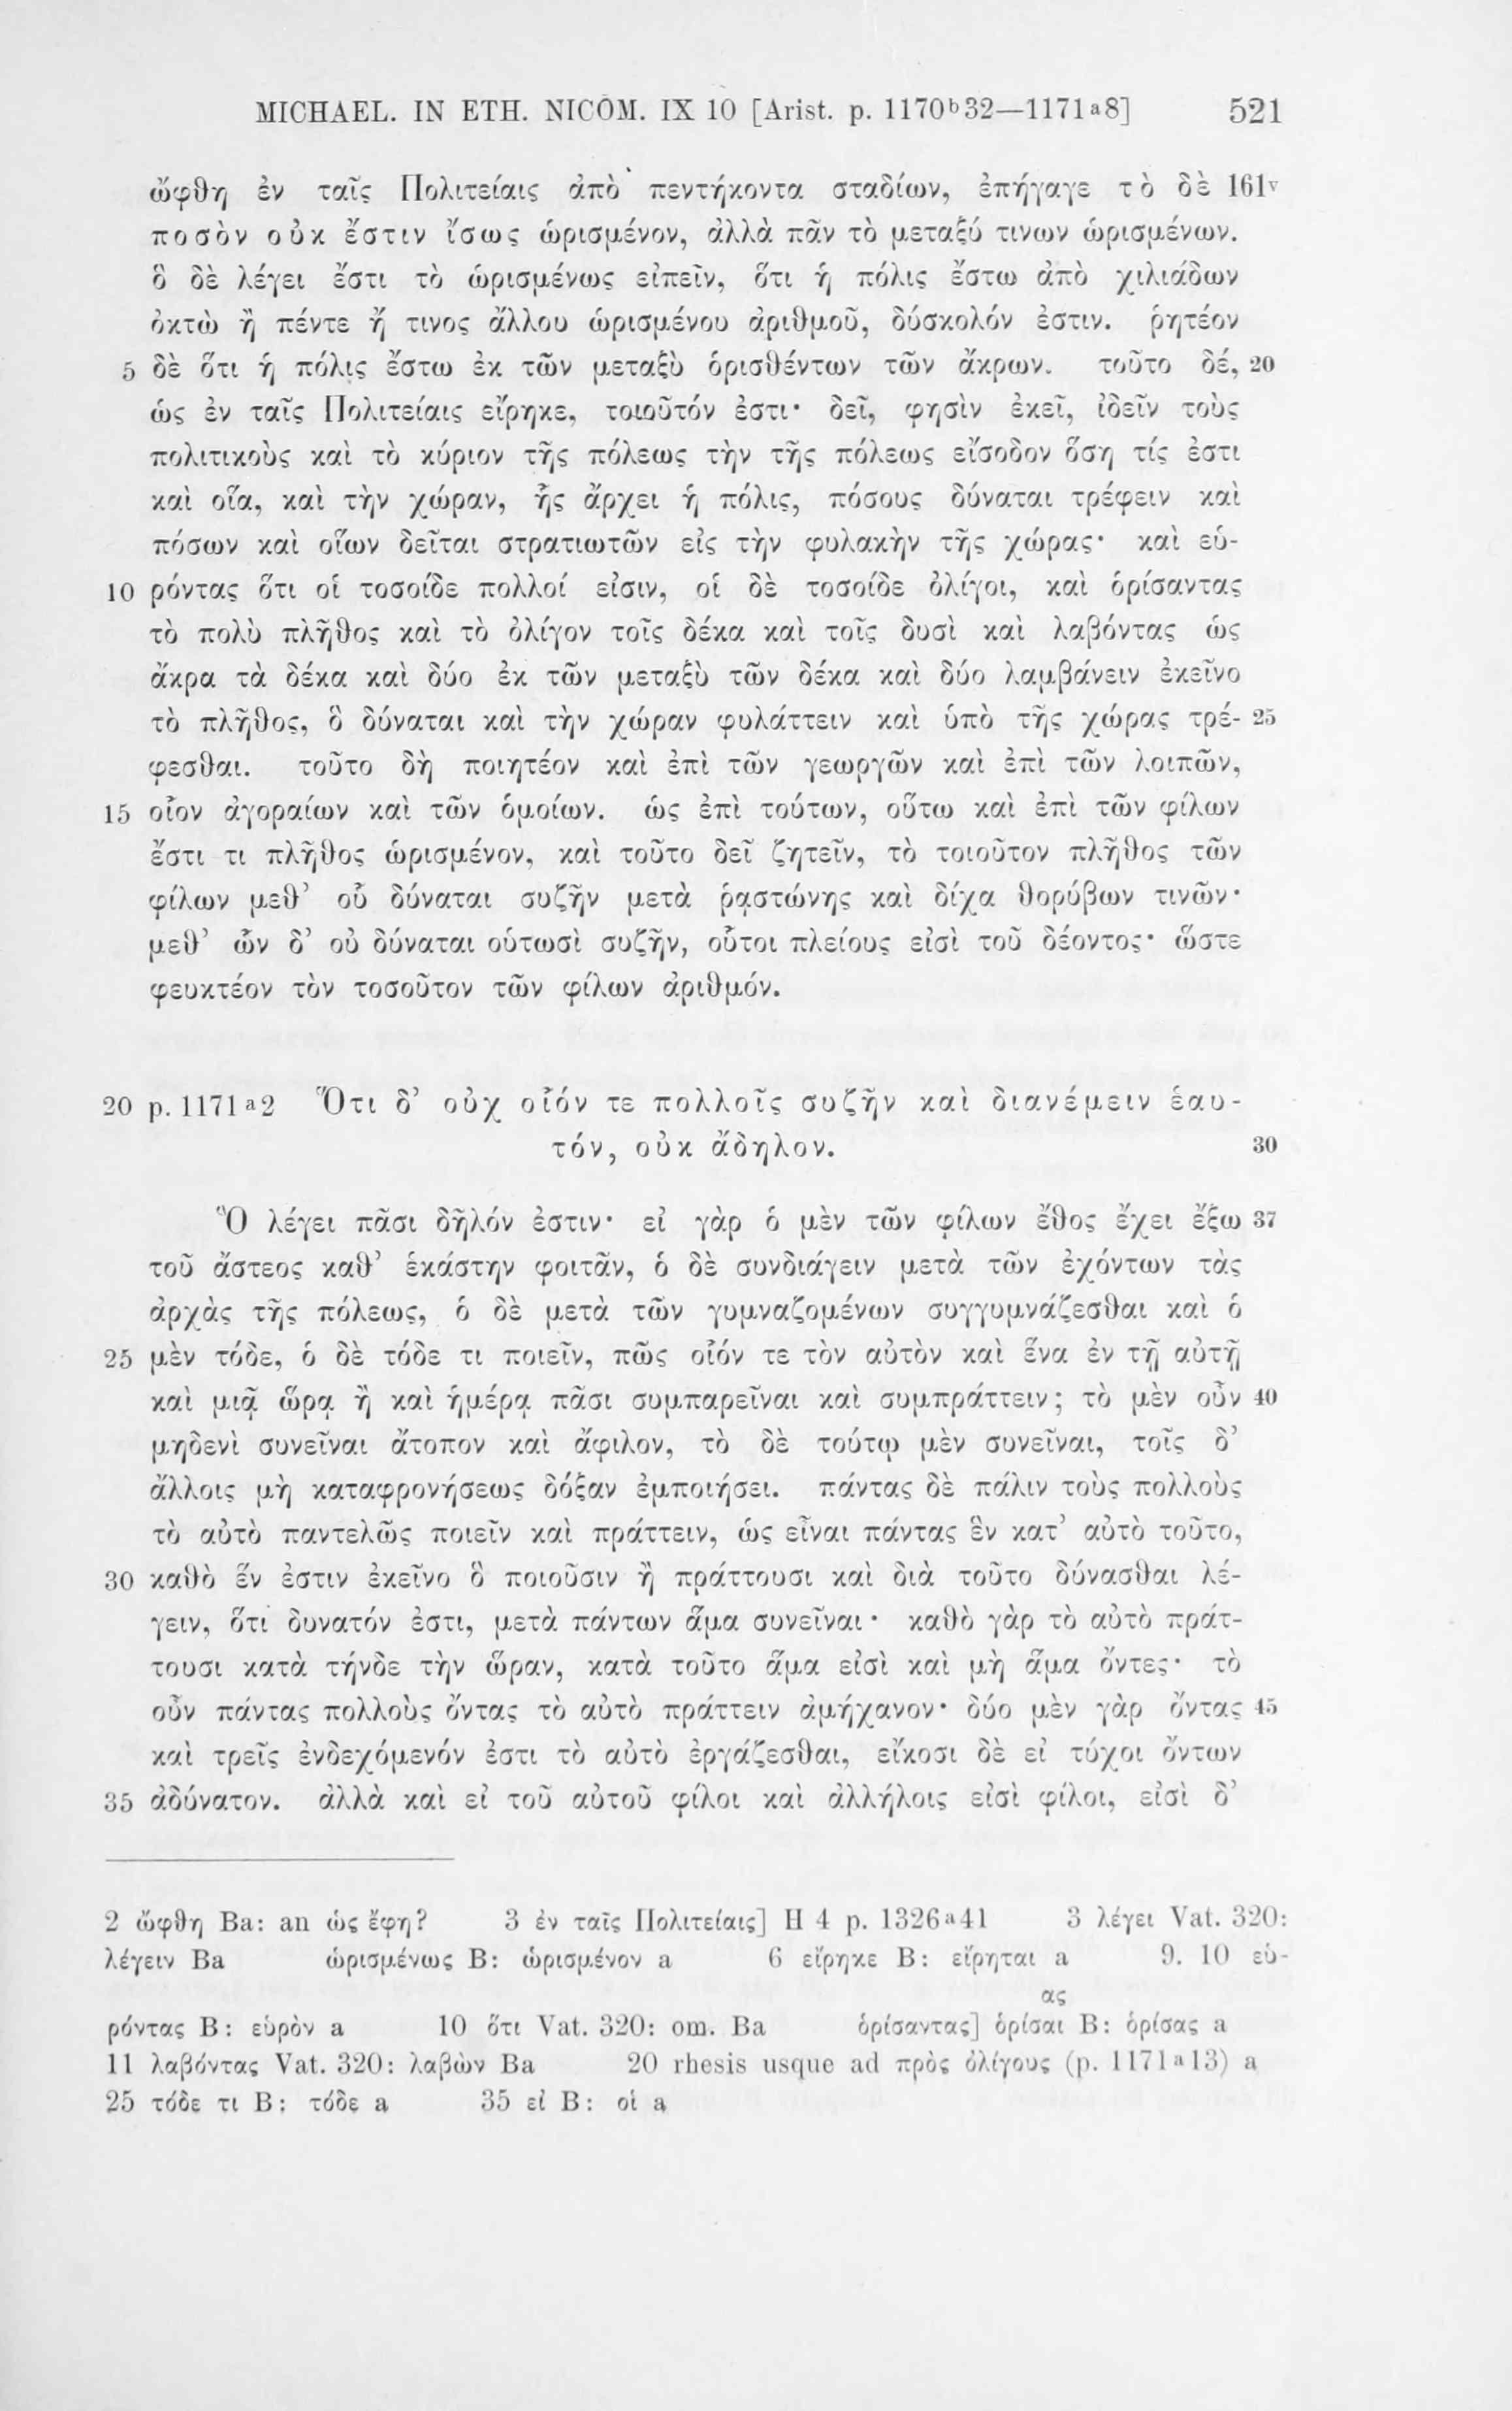 MICHAEL. IN ETH. NICOM. IX 10 [Arist. p. 1170b32—1171a8] 521
ὤφθη ἐν ταῖς Πολιτείαις ἀπὸ πεντήκοντα σταδίων, ἐπήγαγε τὸ δὲ 161v
ποσὸν οὐκ ἔστιν ἴσως ὡρισμένον, ἀλλὰ πᾶν τὸ μεταξύ τινων ὡρισμένων.
ὃ δὲ λέγει ἔστι τὸ ὡρισμένως εἰπεῖν, ὅτι ἡ πόλις ἔστω ἀπὸ χιλιάδων
ὀκτὼ ἢ πέντε ἤ τινος ἄλλου ὡρισμένου ἀριθμοῦ, δύσκολόν ἐστιν. ῥητέον
5 δὲ ὅτι ἡ πόλις ἔστω ἐκ τῶν μεταξὺ ὁρισθέντων τῶν ἄκρων. τοῦτο δέ, 20
ὡς ἐν ταῖς Πολιτείαις εἴρηκε, τοιοῦτόν ἐστι· δεῖ, φησὶν ἐκεῖ, ἰδεῖν τοὺς
πολιτικοὺς καὶ τὸ κύριον τῆς πόλεως τὴν τῆς πόλεως εἴσοδον ὅση τίς ἐστι
καὶ οἵα, καὶ τὴν χώραν, ἧς ἄρχει ἡ πόλις, πόσους δύναται τρέφειν καὶ
πόσων καὶ οἵων δεῖται στρατιωτῶν εἰς τὴν φυλακὴν τῆς χώρας· καὶ εὑ-
10 ρόντας ὅτι οἱ τοσοίδε πολλοί εἰσιν, οἱ δὲ τοσοίδε ὀλίγοι, καὶ ὁρίσαντας
τὸ πολὺ πλῆθος καὶ τὸ ὀλίγον τοῖς δέκα καὶ τοῖς δυσὶ καὶ λαβόντας ὡς
ἄκρα τὰ δέκα καὶ δύο ἐκ τῶν μεταξὺ τῶν δέκα καὶ δύο λαμβάνειν ἐκεῖνο
τὸ πλῆθος, ὃ δύναται καὶ τὴν χώραν φυλάττειν καὶ ὑπὸ τῆς χώρας τρέ- 25
φεσθαι. τοῦτο δὴ ποιητέον καὶ ἐπὶ τῶν γεωργῶν καὶ ἐπὶ τῶν λοιπῶν,
15 οἷον ἀγοραίων καὶ τῶν ὁμοίων. ὡς ἐπὶ τούτων, οὕτω καὶ ἐπὶ τῶν φίλων
ἔστι τι πλῆθος ὡρισμένον, καὶ τοῦτο δεῖ ζητεῖν, τὸ τοιοῦτον πλῆθος τῶν
φίλων μεθ’ οὗ δύναται συζῆν μετὰ ῥᾳστώνης καὶ δίχα θορύβων τινῶν·
μεθ’ ὧν δ’ οὐ δύναται οὑτωσὶ συζῆν, οὗτοι πλείους εἰσὶ τοῦ δέοντος· ὥστε
φευκτέον τὸν τοσοῦτον τῶν φίλων ἀριθμόν.
20 p. 1171a2 Ὅτι δ’ οὐχ οἷόν τε πολλοῖς συζῆν καὶ διανέμειν ἑαυ-
τόν, οὐκ ἄδηλον. 30
Ὃ λέγει πᾶσι δῆλόν ἐστιν· εἰ γὰρ ὁ μὲν τῶν φίλων ἔθος ἔχει ἔξω 37
τοῦ ἄστεος καθ’ ἑκάστην φοιτᾶν, ὁ δὲ συνδιάγειν μετὰ τῶν ἐχόντων τὰς
ἀρχὰς τῆς πόλεως, ὁ δὲ μετὰ τῶν γυμναζομένων συγγυμνάζεσθαι καὶ ὁ
25 μὲν τόδε, ὁ δὲ τόδε τι ποιεῖν, πῶς οἷόν τε τὸν αὐτὸν καὶ ἕνα ἐν τῇ αὐτῇ
καὶ μιᾷ ὥρᾳ ἢ καὶ ἡμέρᾳ πᾶσι συμπαρεῖναι καὶ συμπράττειν; τὸ μὲν οὖν 40
μηδενὶ συνεῖναι ἄτοπον καὶ ἄφιλον, τὸ δὲ τούτῳ μὲν συνεῖναι, τοῖς δ’
ἄλλοις μὴ καταφρονήσεως δόξαν ἐμποιήσει. πάντας δὲ πάλιν τοὺς πολλοὺς
τὸ αὐτὸ παντελῶς ποιεῖν καὶ πράττειν, ὡς εἶναι πάντας ἓν κατ’ αὐτὸ τοῦτο,
30 καθὸ ἕν ἐστιν ἐκεῖνο ὃ ποιοῦσιν ἢ πράττουσι καὶ διὰ τοῦτο δύνασθαι λέ-
γειν, ὅτι δυνατόν ἐστι, μετὰ πάντων ἅμα συνεῖναι· καθὸ γὰρ τὸ αὐτὸ πράτ-
τουσι κατὰ τήνδε τὴν ὥραν, κατὰ τοῦτο ἅμα εἰσὶ καὶ μὴ ἅμα ὄντες· τὸ
οὖν πάντας πολλοὺς ὄντας τὸ αὐτὸ πράττειν ἀμήχανον· δύο μὲν γὰρ ὄντας 45
καὶ τρεῖς ἐνδεχόμενόν ἐστι τὸ αὐτὸ ἐργάζεσθαι, εἴκοσι δὲ εἰ τύχοι ὄντων
35 ἀδύνατον. ἀλλὰ καὶ εἰ τοῦ αὐτοῦ φίλοι καὶ ἀλλήλοις εἰσὶ φίλοι, εἰσὶ δ’
2 ὤφθη Ba: an ὡς ἔφη? 3 ἐν ταῖς Πολιτείαις] H 4 p. 1326a41 3 λέγει Vat. 320:
λέγειν Ba ὡρισμένως B: ὡρισμένον a 6 εἴρηκε B: εἴρηται a 9. 10 εὑ-
ας
ρόντας B: εὑρὸν a 10 ὅτι Vat. 320: om. Ba ὁρίσαντας] ὁρίσαι B: ὁρίσας a
11 λαβόντας Vat. 320: λαβὼν Ba 20 rhesis usque ad πρὸς ὀλίγους (p. 1171a13) a
25 τόδε τι B: τόδε a 35 εἰ B: οἱ a